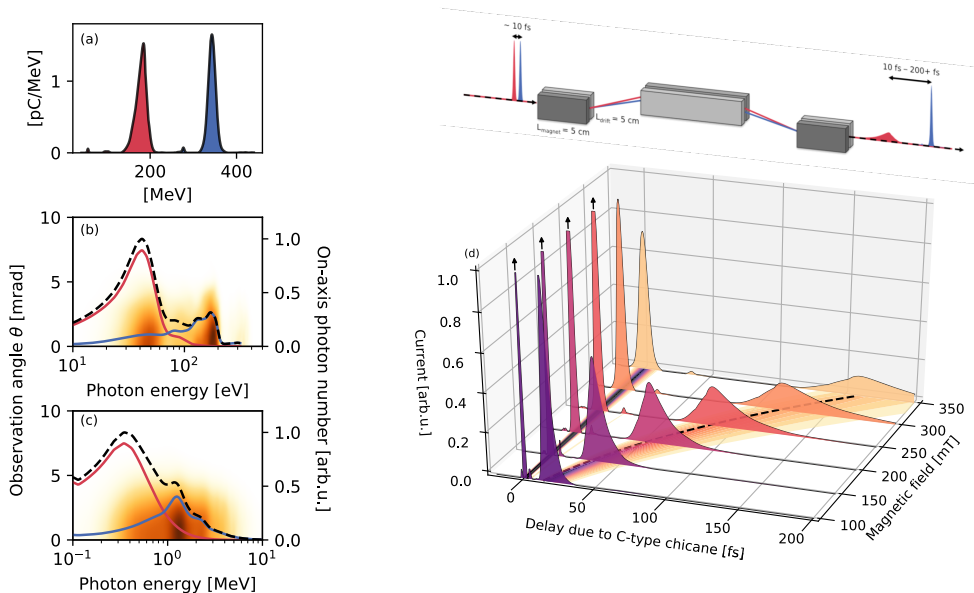 (a)
[pC/MeV]
1
0
200
400
[MeV]
(b)
10
5
0
1.0
0.5
0.0
10¹
10²
Photon energy [eV]
(c)
10
5
0
1.0
0.5
0.0
10⁻¹
10⁰
10¹
Photon energy [MeV]
Observation angle θ [mrad]
On-axis photon number [arb.u.]
~ 10 fs
10 fs – 200+ fs
L_drift = 5 cm
L_magnet = 5 cm
(d)
1.0
0.8
0.6
0.4
0.2
0.0
Current [arb.u.]
0
50
100
150
200
Delay due to C-type chicane [fs]
100
150
200
250
300
350
Magnetic field [mT]